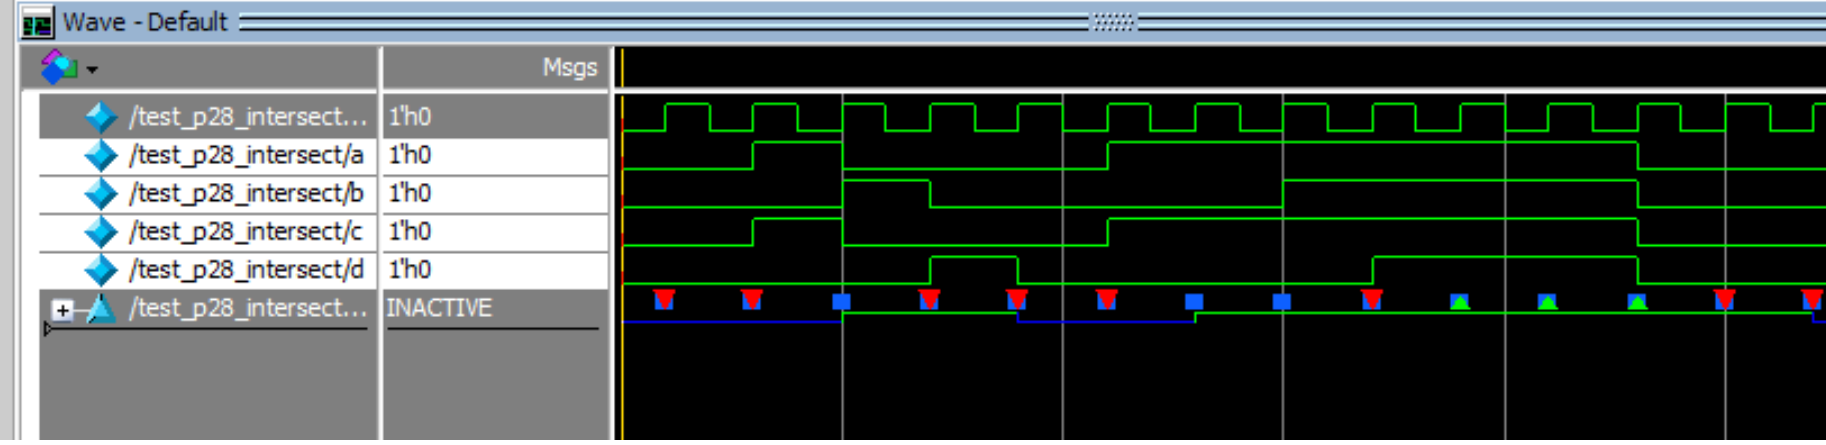 Wave - Default
Msgs
/test_p28_intersect... 1'h0
/test_p28_intersect/a 1'h0
/test_p28_intersect/b 1'h0
/test_p28_intersect/c 1'h0
/test_p28_intersect/d 1'h0
/test_p28_intersect... INACTIVE